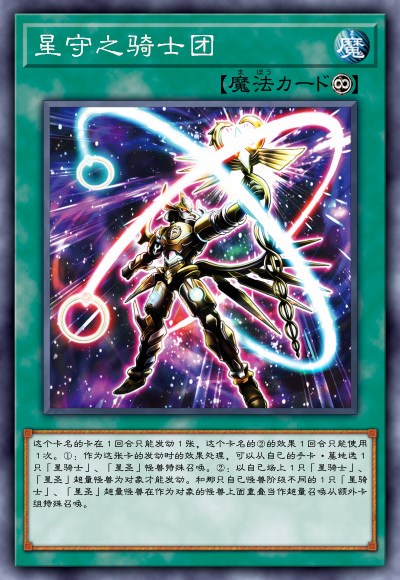 星守之骑士团
魔
まほう
【魔法カード】
这个卡名的卡在1回合只能发动1张，这个卡名的②的效果1回合只能使用
1次。①：作为这张卡的发动时的效果处理，可以从自己的手卡·墓地选1
只「星骑士」、「星圣」怪兽特殊召唤。②：以自己场上1只「星骑士」、
「星圣」超量怪兽为对象才能发动。和那只自己怪兽阶级不同的1只「星骑
士」、「星圣」超量怪兽在作为对象的怪兽上面重叠当作超量召唤从额外卡
组特殊召唤。